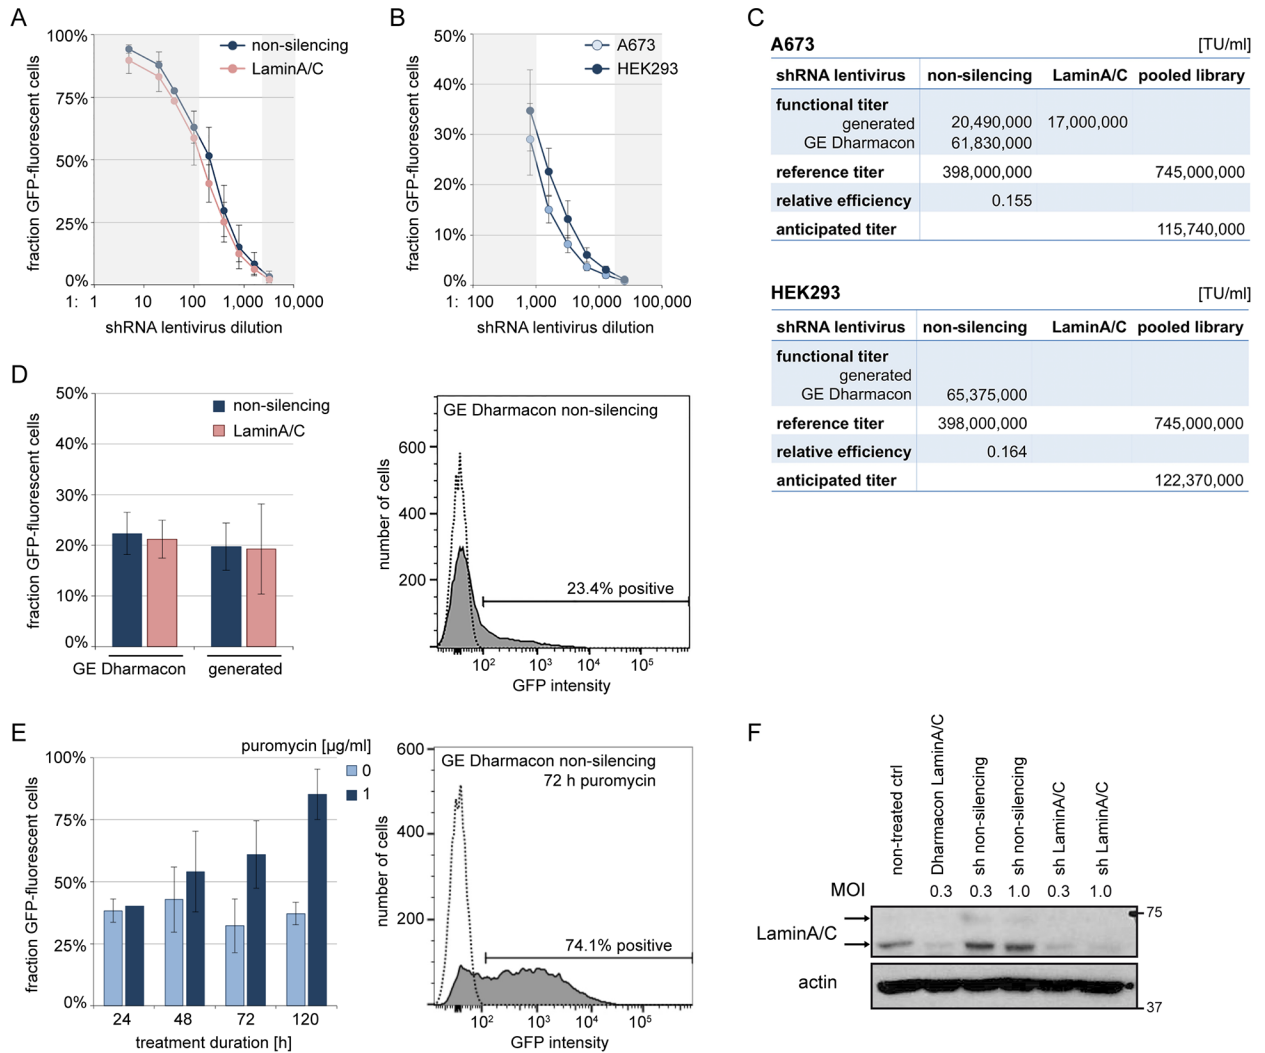 A
100%
75%
50%
25%
0%
fraction GFP-fluorescent cells
non-silencing
LaminA/C
1: 1 10 100 1,000 10,000
shRNA lentivirus dilution
B
50%
40%
30%
20%
10%
0%
fraction GFP-fluorescent cells
A673
HEK293
1: 100 1,000 10,000 100,000
shRNA lentivirus dilution
C
A673 [TU/ml]
shRNA lentivirus non-silencing LaminA/C pooled library
functional titer
generated 20,490,000 17,000,000
GE Dharmacon 61,830,000
reference titer 398,000,000 745,000,000
relative efficiency 0.155
anticipated titer 115,740,000
HEK293 [TU/ml]
shRNA lentivirus non-silencing LaminA/C pooled library
functional titer
generated
GE Dharmacon 65,375,000
reference titer 398,000,000 745,000,000
relative efficiency 0.164
anticipated titer 122,370,000
D
50%
40%
30%
20%
10%
0%
fraction GFP-fluorescent cells
non-silencing
LaminA/C
GE Dharmacon generated
GE Dharmacon non-silencing
600
400
200
number of cells
23.4% positive
10² 10³ 10⁴ 10⁵
GFP intensity
E
puromycin [µg/ml]
0
1
100%
75%
50%
25%
0%
fraction GFP-fluorescent cells
24 48 72 120
treatment duration [h]
GE Dharmacon non-silencing
72 h puromycin
600
400
200
number of cells
74.1% positive
10² 10³ 10⁴ 10⁵
GFP intensity
F
non-treated ctrl
Dharmacon LaminA/C
sh non-silencing
sh non-silencing
sh LaminA/C
sh LaminA/C
MOI 0.3 0.3 1.0 0.3 1.0
LaminA/C
75
actin
37